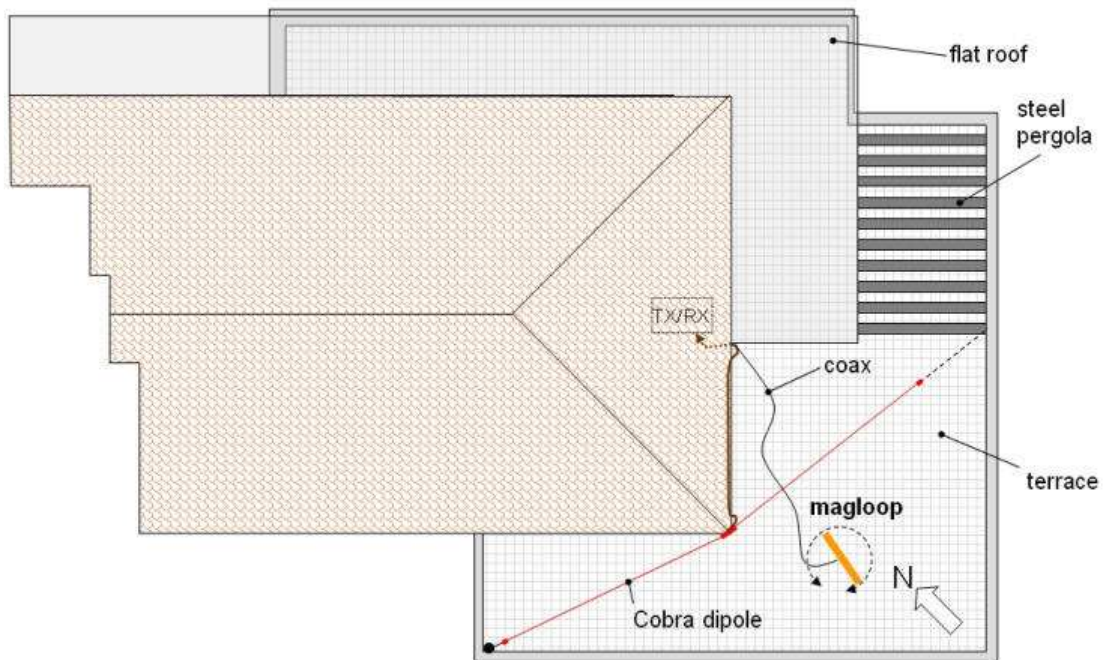 flat roof
steel
pergola
TX/RX
coax
terrace
magloop
N
Cobra dipole